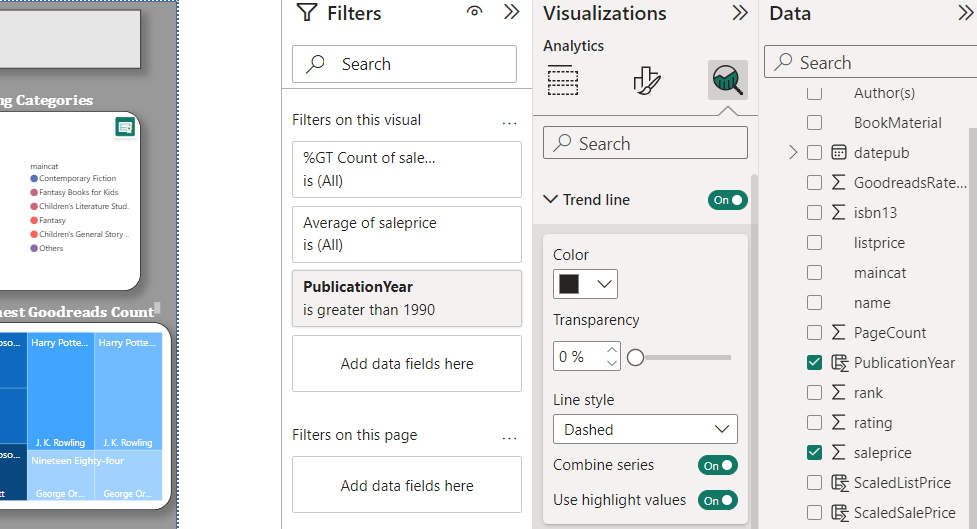 ng Categories
maincat
Contemporary Fiction
Fantasy Books for Kids
Children's Literature Stud.
Fantasy
Children's General Story ..
Others
nest Goodreads Count
oso...
Harry Potte...
Harry Potte...
J. K. Rowling
J. K. Rowling
oso...
tt
Nineteen Eighty-four
George Or...
George Or...
Filters
Search
Filters on this visual
...
%GT Count of sale...
is (All)
Average of saleprice
is (All)
PublicationYear
is greater than 1990
Add data fields here
Filters on this page
...
Add data fields here
Visualizations
Analytics
Search
Trend line
On
Color
Transparency
0 %
Line style
Dashed
Combine series
On
Use highlight values
On
Data
Search
Author(s)
BookMaterial
datepub
GoodreadsRate...
isbn13
listprice
maincat
name
PageCount
PublicationYear
rank
rating
saleprice
ScaledListPrice
ScaledSalePrice